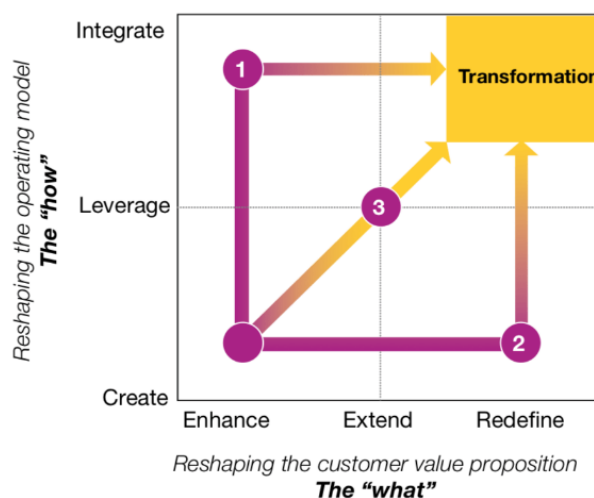 Integrate
1
Transformation
Reshaping the operating model
The “how”
Leverage
3
2
Create
Enhance Extend Redefine
Reshaping the customer value proposition
The “what”